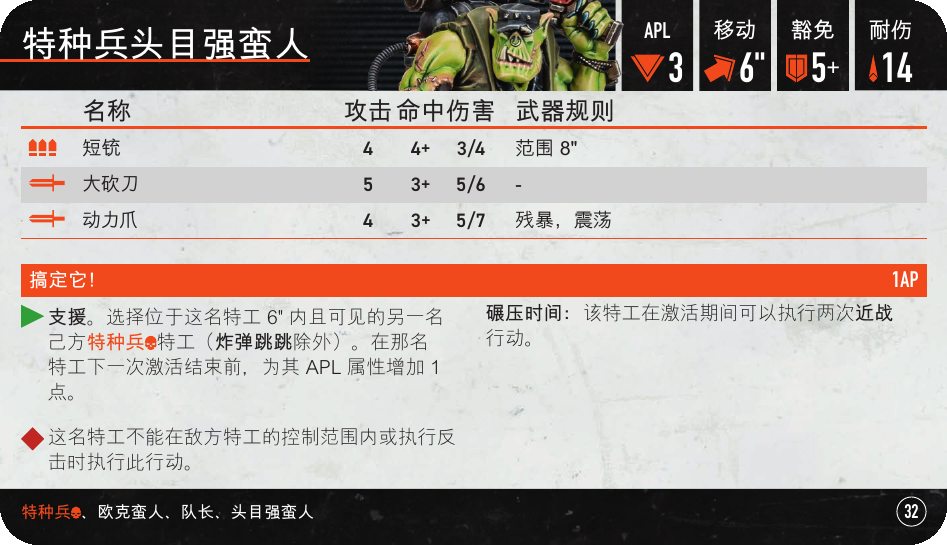 特种兵头目强蛮人
APL 移动 豁免 耐伤
3 6" 5+ 14
名称 攻击 命中 伤害 武器规则
短铳 4 4+ 3/4 范围 8"
大砍刀 5 3+ 5/6 -
动力爪 4 3+ 5/7 残暴，震荡
搞定它！ 1AP
支援。选择位于这名特工 6" 内且可见的另一名
己方特种兵特工（炸弹跳跳除外）。在那名
特工下一次激活结束前，为其 APL 属性增加 1
点。
这名特工不能在敌方特工的控制范围内或执行反
击时执行此行动。
碾压时间：该特工在激活期间可以执行两次近战
行动。
特种兵、欧克蛮人、队长、头目强蛮人
32